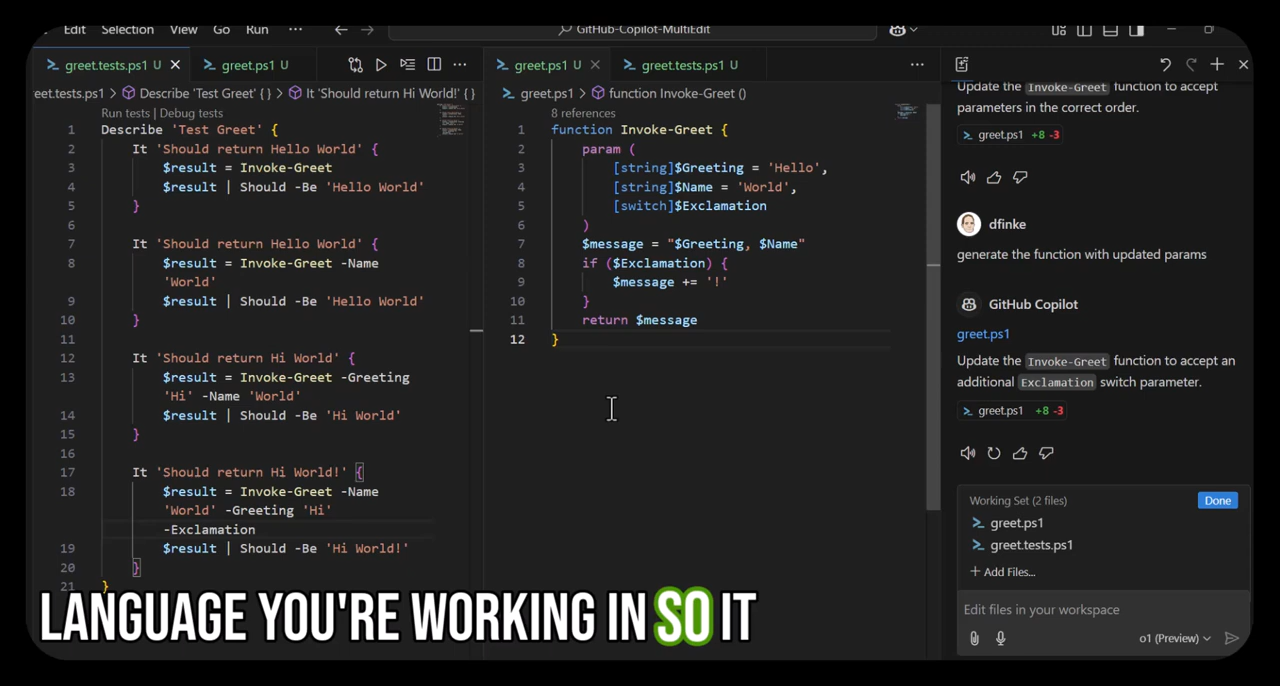 Edit Selection View Go Run ··· GitHub-Copilot-MultiEdit
greet.tests.ps1 U greet.ps1 U
eet.tests.ps1 > Describe 'Test Greet' { } > It 'Should return Hi World!' { }
Run tests | Debug tests
1 Describe 'Test Greet' {
2 It 'Should return Hello World' {
3 $result = Invoke-Greet
4 $result | Should -Be 'Hello World'
5 }
6
7 It 'Should return Hello World' {
8 $result = Invoke-Greet -Name
'World'
9 $result | Should -Be 'Hello World'
10 }
11
12 It 'Should return Hi World' {
13 $result = Invoke-Greet -Greeting
'Hi' -Name 'World'
14 $result | Should -Be 'Hi World'
15 }
16
17 It 'Should return Hi World!' {
18 $result = Invoke-Greet -Name
'World' -Greeting 'Hi'
-Exclamation
19 $result | Should -Be 'Hi World!'
20 }
21 }
greet.ps1 U greet.tests.ps1 U
greet.ps1 > function Invoke-Greet ()
8 references
1 function Invoke-Greet {
2 param (
3 [string]$Greeting = 'Hello',
4 [string]$Name = 'World',
5 [switch]$Exclamation
6 )
7 $message = "$Greeting, $Name"
8 if ($Exclamation) {
9 $message += '!'
10 }
11 return $message
12 }
Update the Invoke-Greet function to accept
parameters in the correct order.
greet.ps1 +8 -3
dfinke
generate the function with updated params
GitHub Copilot
greet.ps1
Update the Invoke-Greet function to accept an
additional Exclamation switch parameter.
greet.ps1 +8 -3
Working Set (2 files) Done
greet.ps1
greet.tests.ps1
+ Add Files...
Edit files in your workspace
o1 (Preview)
LANGUAGE YOU'RE WORKING IN SO IT